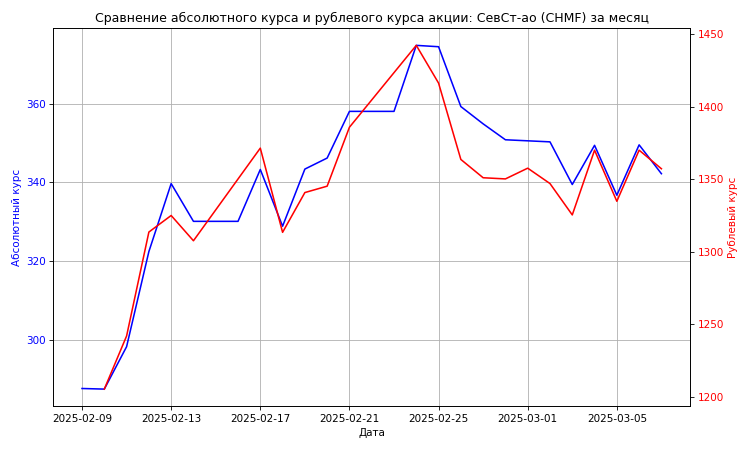 Сравнение абсолютного курса и рублевого курса акции: СевСт-ао (CHMF) за месяц
Абсолютный курс
360
340
320
300
1450
1400
1350
1300
1250
1200
Рублевый курс
2025-02-09 2025-02-13 2025-02-17 2025-02-21 2025-02-25 2025-03-01 2025-03-05
Дата